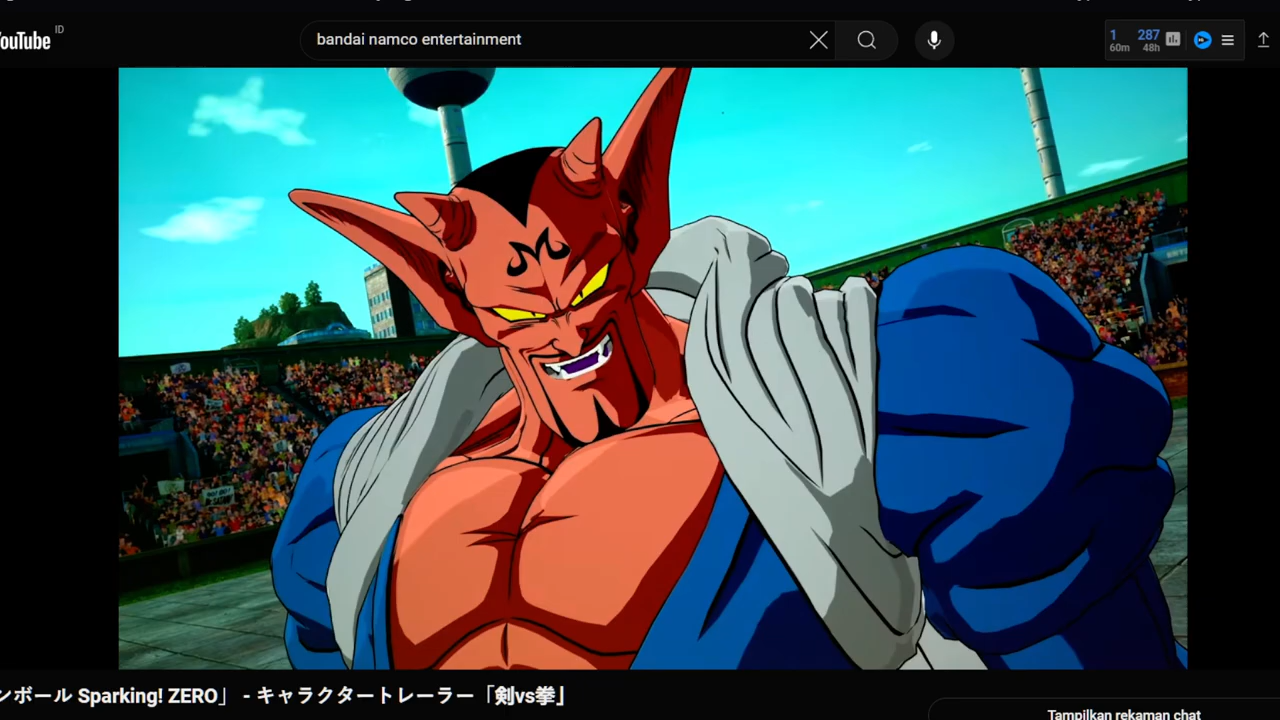 YouTube ID
bandai namco entertainment
1 287
60m 48h
ンボール Sparking! ZERO」 - キャラクタートレーラー「剣vs拳」
Tampilkan rekaman chat